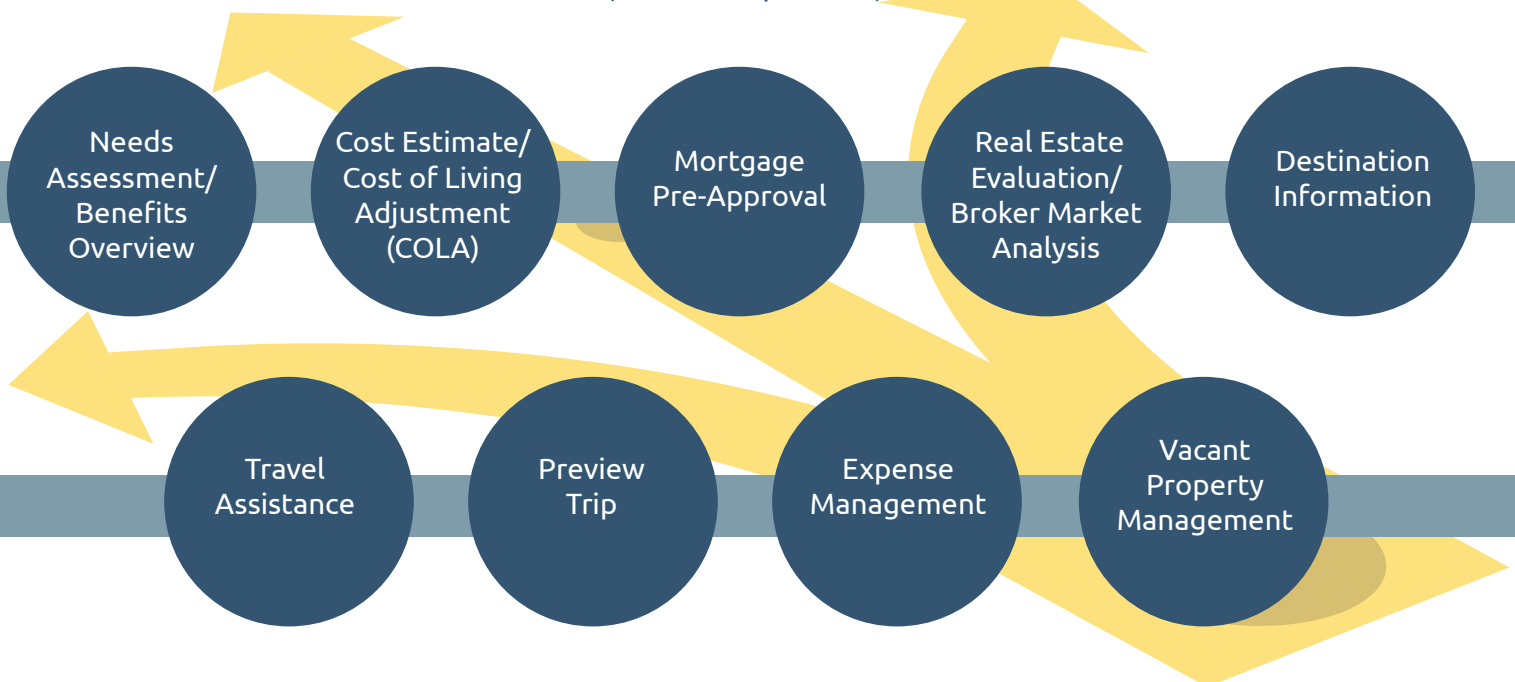 Needs
Assessment/
Benefits
Overview
Cost Estimate/
Cost of Living
Adjustment
(COLA)
Mortgage
Pre-Approval
Real Estate
Evaluation/
Broker Market
Analysis
Destination
Information
Travel
Assistance
Preview
Trip
Expense
Management
Vacant
Property
Management